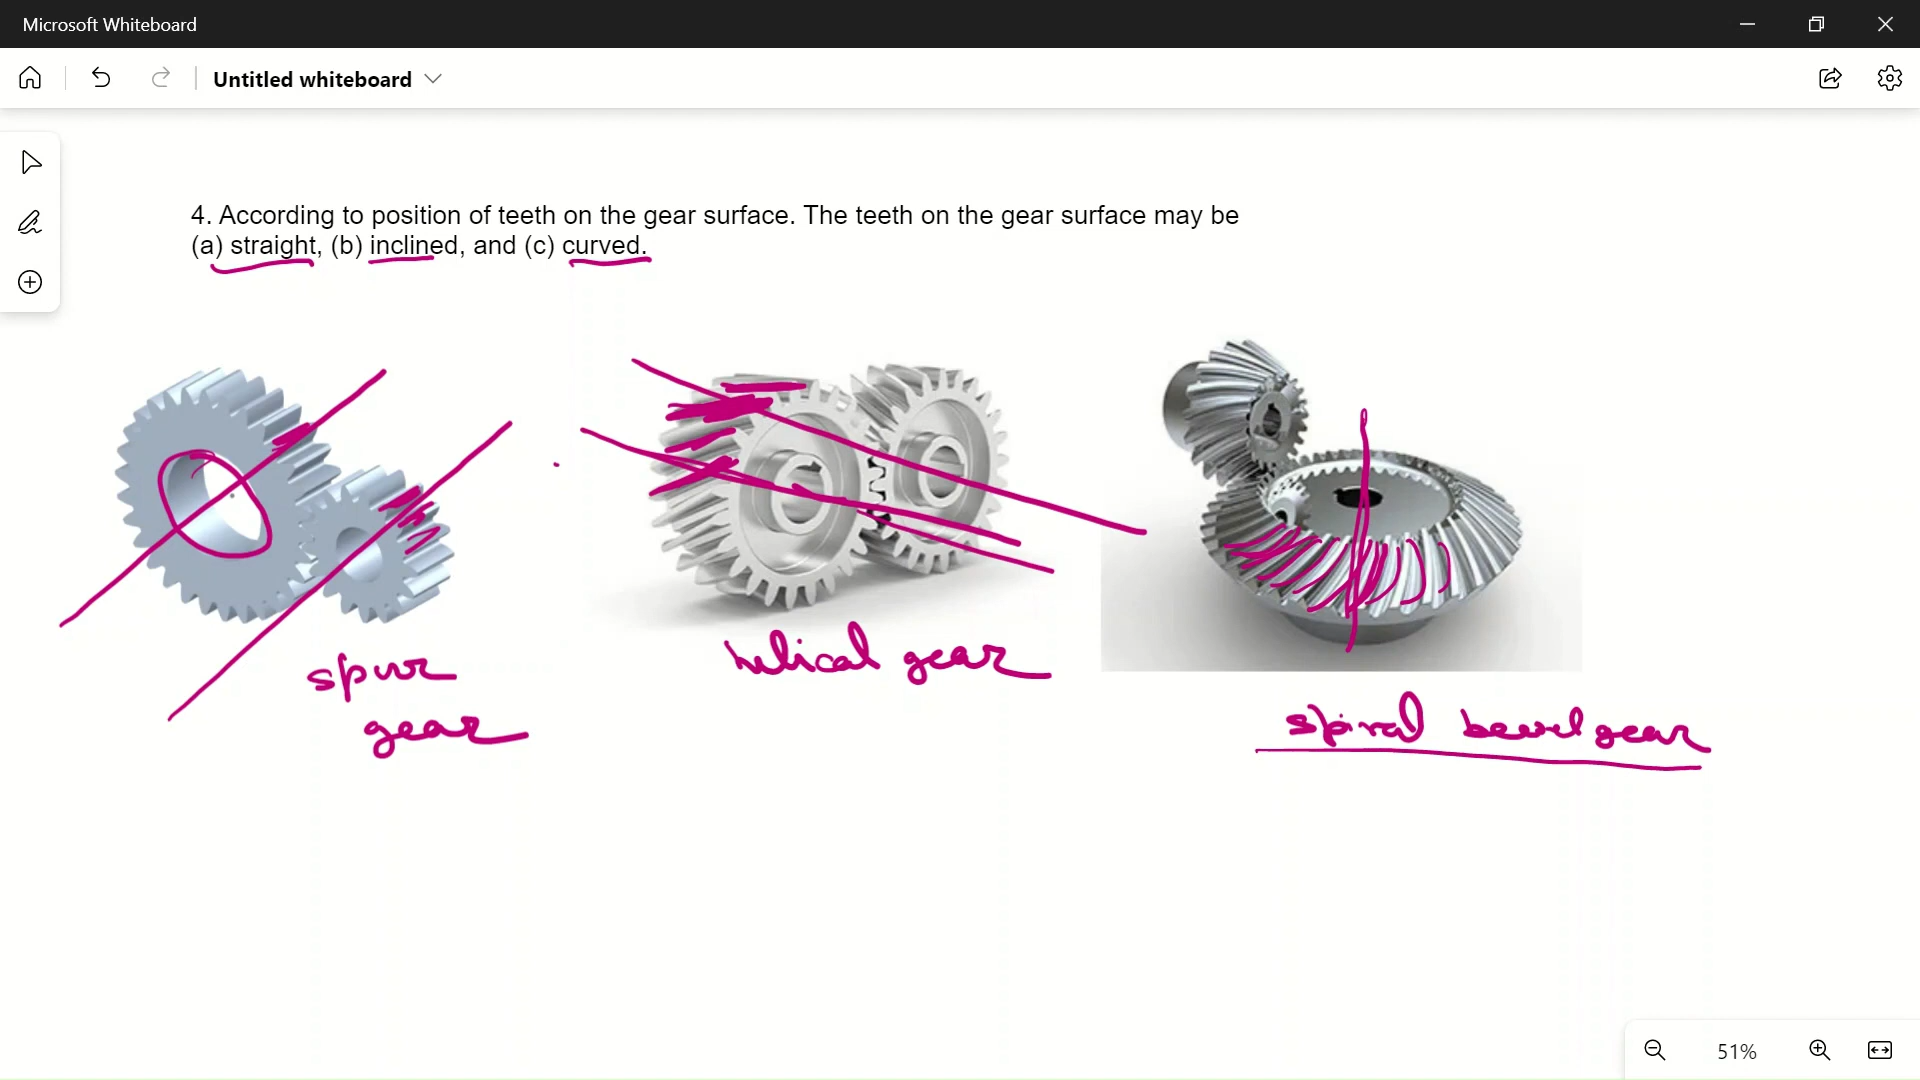 Microsoft Whiteboard
Untitled whiteboard
4. According to position of teeth on the gear surface. The teeth on the gear surface may be
(a) straight, (b) inclined, and (c) curved.
spur
gear
helical gear
spiral bevel gear
51%